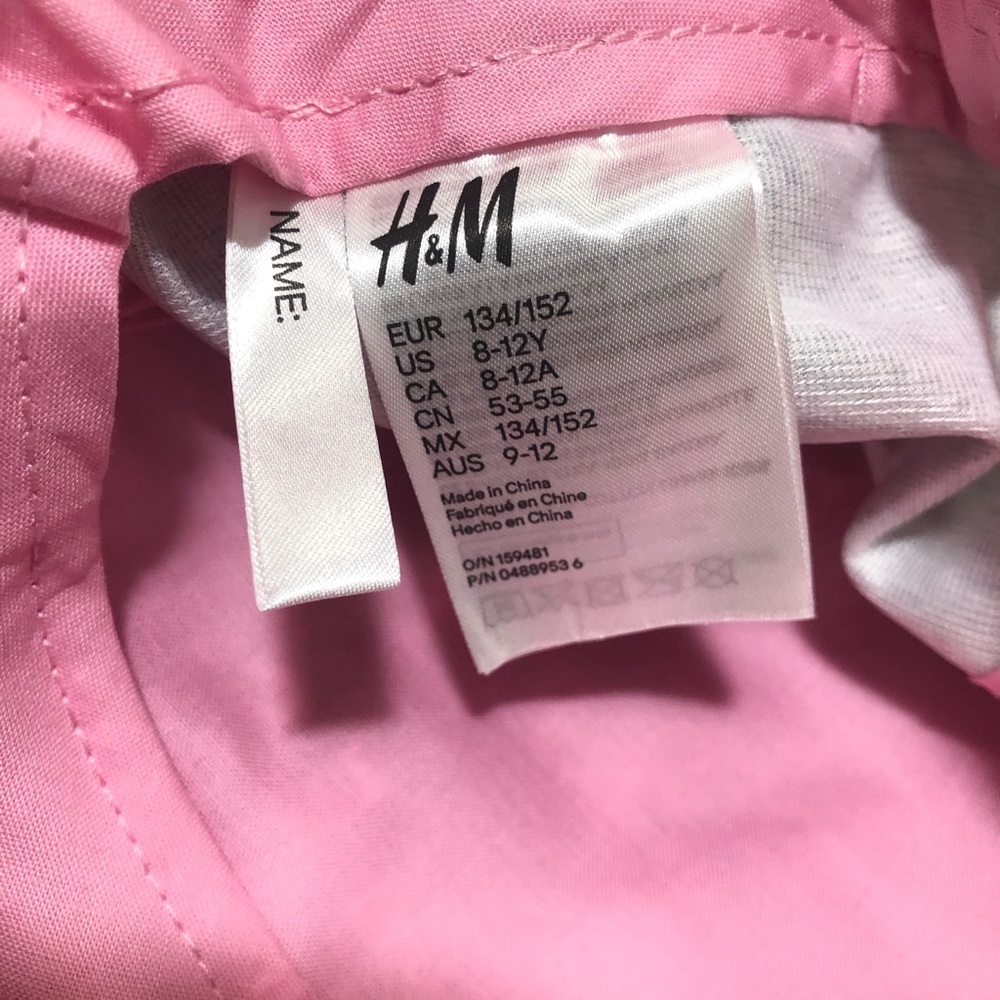 NAME:
H&M
EUR 134/152
US 8-12Y
CA 8-12A
CN 53-55
MX 134/152
AUS 9-12
Made in China
Fabriqué en Chine
Hecho en China
O/N 159481
P/N 0488953 6